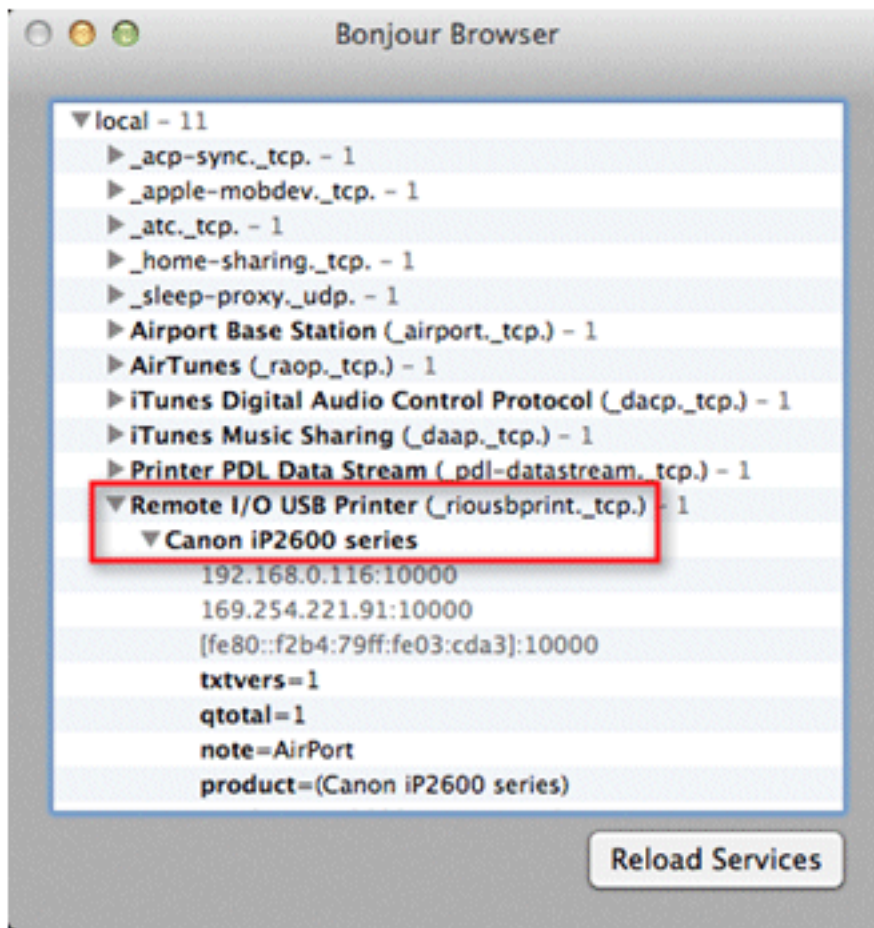 Bonjour Browser
local – 11
_acp-sync._tcp. – 1
_apple-mobdev._tcp. – 1
_atc._tcp. – 1
_home-sharing._tcp. – 1
_sleep-proxy._udp. – 1
Airport Base Station (_airport._tcp.) – 1
AirTunes (_raop._tcp.) – 1
iTunes Digital Audio Control Protocol (_dacp._tcp.) – 1
iTunes Music Sharing (_daap._tcp.) – 1
Printer PDL Data Stream (_pdl-datastream._tcp.) – 1
Remote I/O USB Printer (_riousbprint._tcp.) – 1
Canon iP2600 series
192.168.0.116:10000
169.254.221.91:10000
[fe80::f2b4:79ff:fe03:cda3]:10000
txtvers=1
qtotal=1
note=AirPort
product=(Canon iP2600 series)
Reload Services